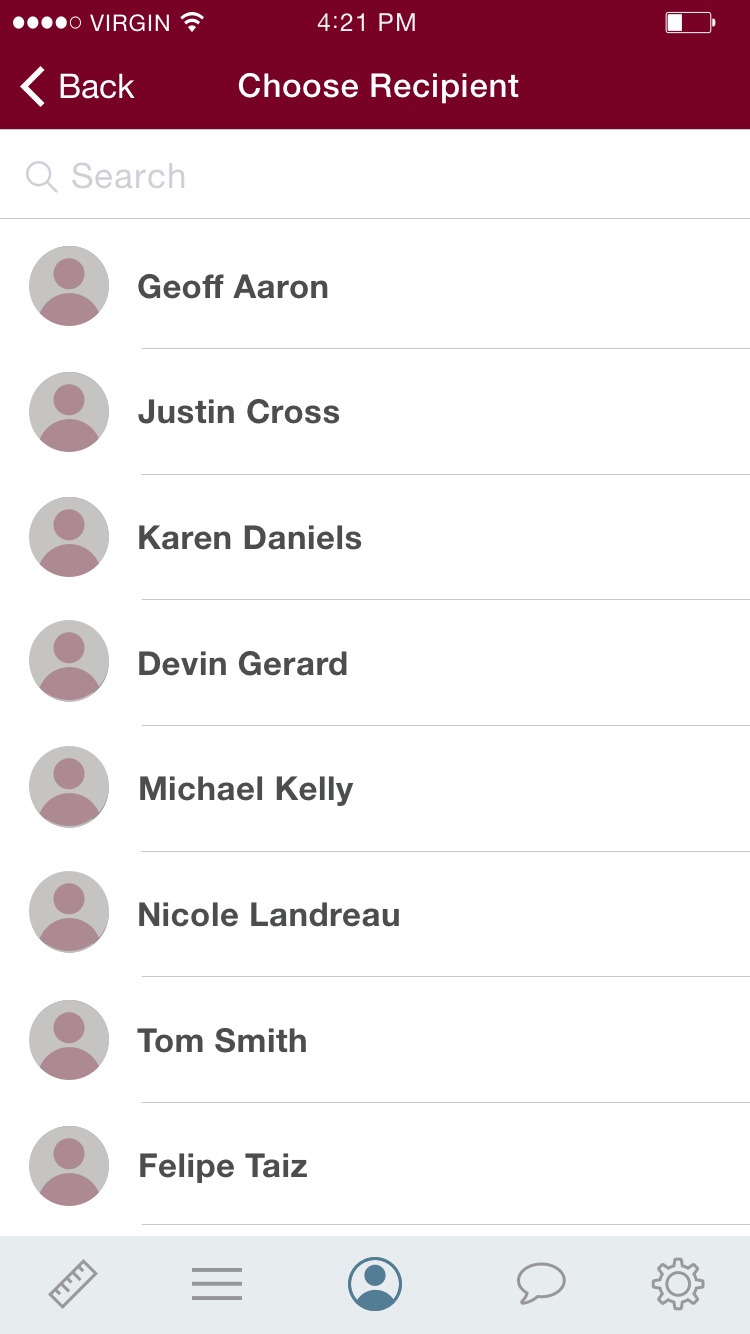 VIRGIN 4:21 PM
Back Choose Recipient
Search
Geoff Aaron
Justin Cross
Karen Daniels
Devin Gerard
Michael Kelly
Nicole Landreau
Tom Smith
Felipe Taiz